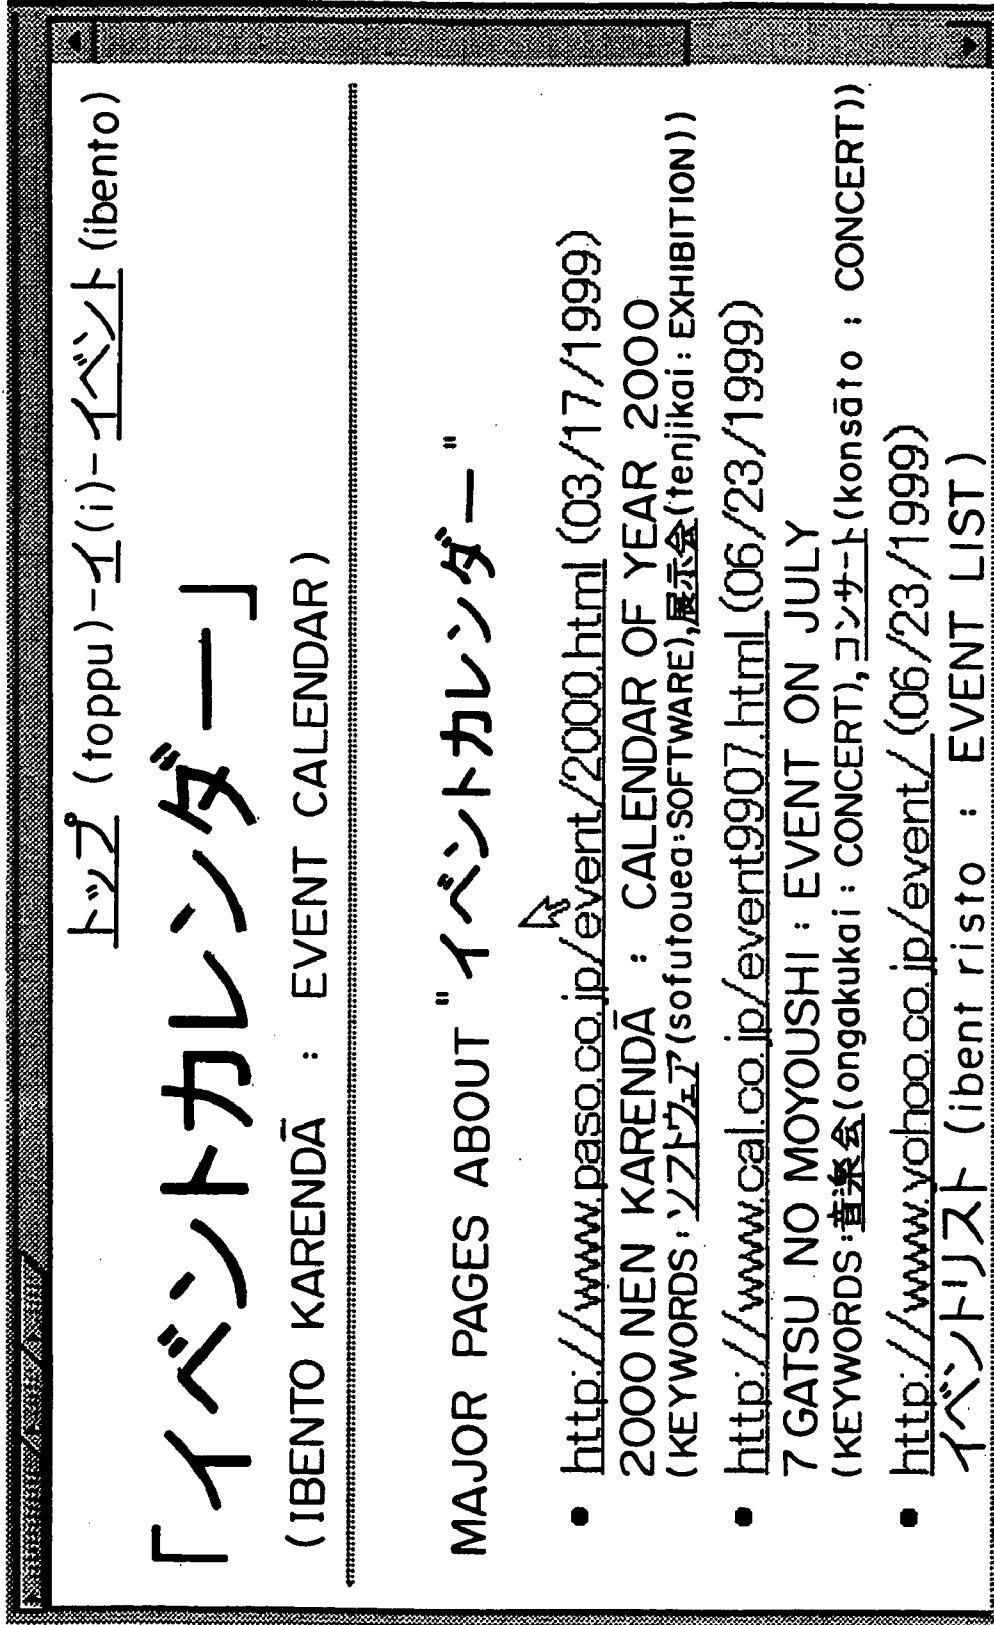 トップ (toppu)-イ(i)-イベント(ibento)
「イベントカレンダー」
(IBENTO KARENDĀ : EVENT CALENDAR)
MAJOR PAGES ABOUT "イベントカレンダー"
• http://www.paso.co.jp/event/2000.html (03/17/1999)
2000 NEN KARENDĀ : CALENDAR OF YEAR 2000
(KEYWORDS:ソフトウェア(sofutouea:SOFTWARE),展示会(tenjikai:EXHIBITION))
• http://www.cal.co.jp/event9907.html (06/23/1999)
7 GATSU NO MOYOUSHI : EVENT ON JULY
(KEYWORDS:音楽会(ongakukai : CONCERT),コンサート(konsāto : CONCERT))
• http://www.yohoo.co.jp/event/ (06/23/1999)
イベントリスト (ibent risto : EVENT LIST)